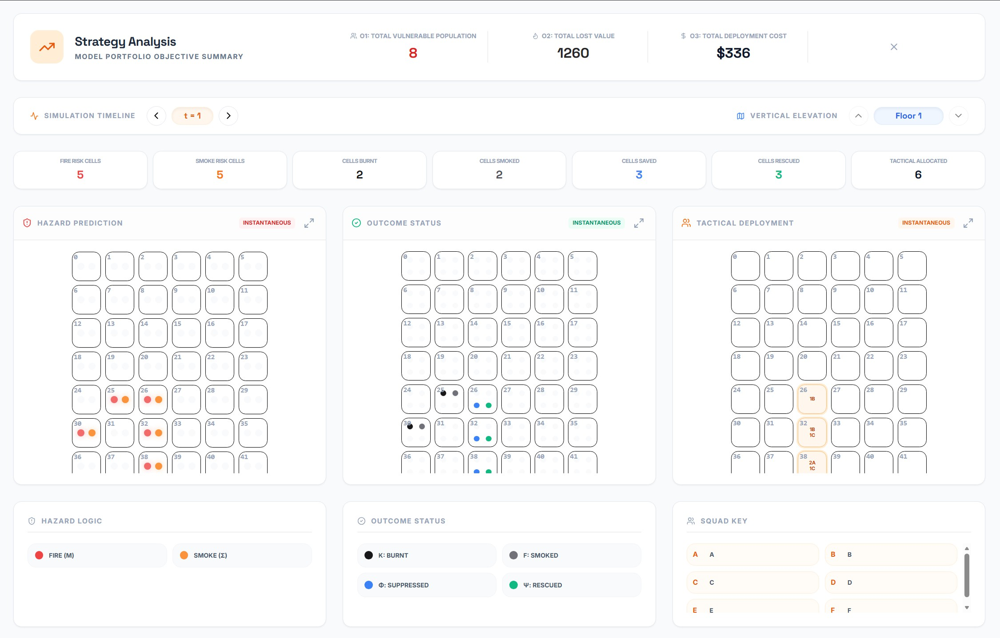 Strategy Analysis
MODEL PORTFOLIO OBJECTIVE SUMMARY
O1: TOTAL VULNERABLE POPULATION
8
O2: TOTAL LOST VALUE
1260
O3: TOTAL DEPLOYMENT COST
$336
SIMULATION TIMELINE
t = 1
VERTICAL ELEVATION
Floor 1
FIRE RISK CELLS
5
SMOKE RISK CELLS
5
CELLS BURNT
2
CELLS SMOKED
2
CELLS SAVED
3
CELLS RESCUED
3
TACTICAL ALLOCATED
6
HAZARD PREDICTION
INSTANTANEOUS
0 1 2 3 4 5
6 7 8 9 10 11
12 13 14 15 16 17
18 19 20 21 22 23
24 25 26 27 28 29
30 31 32 33 34 35
36 37 38 39 40 41
OUTCOME STATUS
INSTANTANEOUS
0 1 2 3 4 5
6 7 8 9 10 11
12 13 14 15 16 17
18 19 20 21 22 23
24 25 26 27 28 29
30 31 32 33 34 35
36 37 38 39 40 41
TACTICAL DEPLOYMENT
INSTANTANEOUS
0 1 2 3 4 5
6 7 8 9 10 11
12 13 14 15 16 17
18 19 20 21 22 23
24 25 26 27 28 29
1B
30 31 32 33 34 35
1B
1C
36 37 38 39 40 41
2A
1C
HAZARD LOGIC
FIRE (M)
SMOKE (Σ)
OUTCOME STATUS
K: BURNT
F: SMOKED
Φ: SUPPRESSED
Ψ: RESCUED
SQUAD KEY
A A
B B
C C
D D
E E
F F